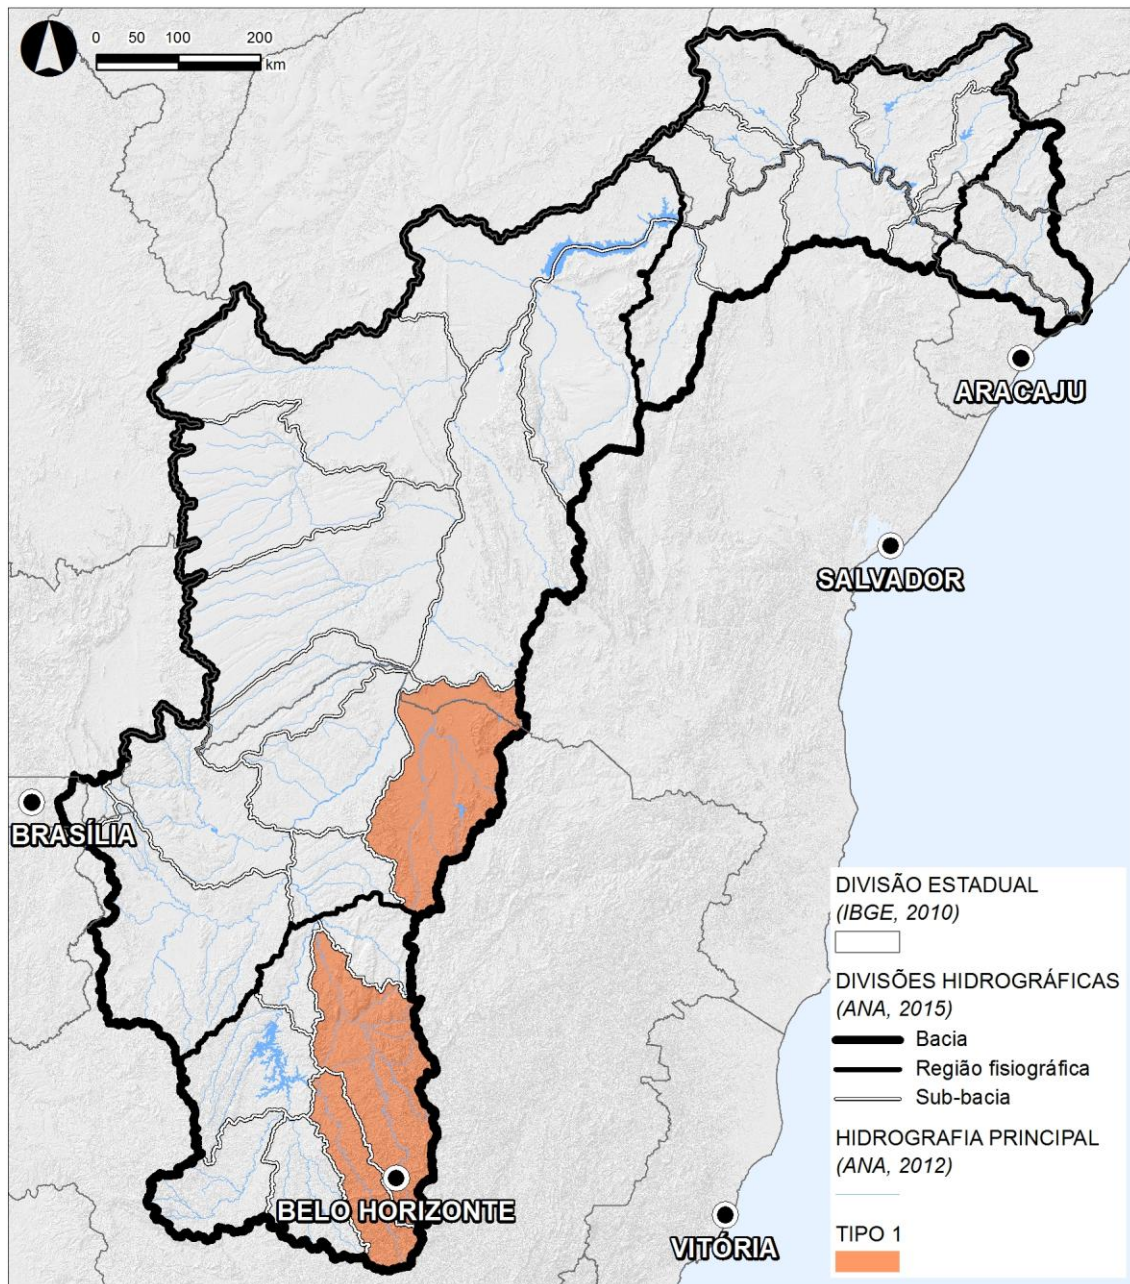 0 50 100 200
km
ARACAJU
SALVADOR
BRASÍLIA
BELO HORIZONTE
VITÓRIA
DIVISÃO ESTADUAL
(IBGE, 2010)
DIVISÕES HIDROGRÁFICAS
(ANA, 2015)
Bacia
Região fisiográfica
Sub-bacia
HIDROGRAFIA PRINCIPAL
(ANA, 2012)
TIPO 1